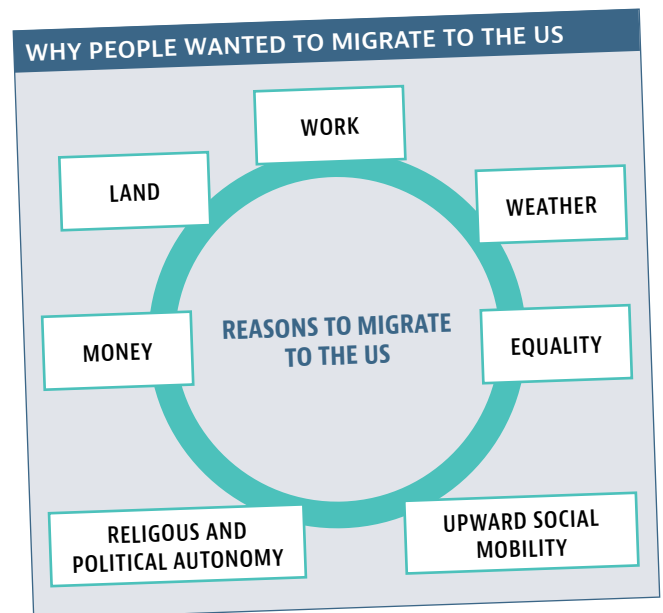 WHY PEOPLE WANTED TO MIGRATE TO THE US
WORK
LAND
WEATHER
REASONS TO MIGRATE
TO THE US
MONEY
EQUALITY
RELIGOUS AND
POLITICAL AUTONOMY
UPWARD SOCIAL
MOBILITY